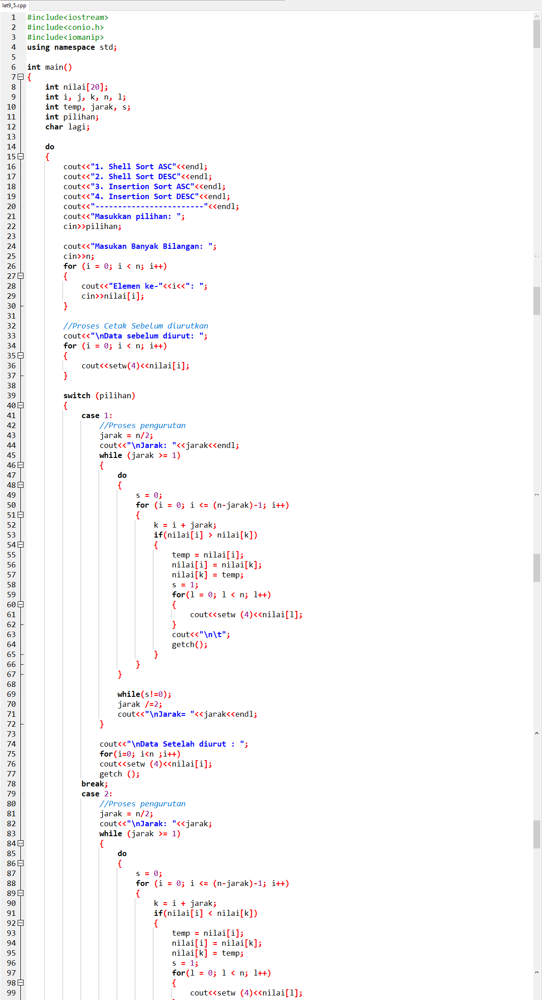 lat9_5.cpp
1 #include<iostream>
2 #include<conio.h>
3 #include<iomanip>
4 using namespace std;
5
6 int main()
7 {
8 int nilai[20];
9 int i, j, k, n, l;
10 int temp, jarak, s;
11 int pilihan;
12 char lagi;
13
14 do
15 {
16 cout<<"1. Shell Sort ASC"<<endl;
17 cout<<"2. Shell Sort DESC"<<endl;
18 cout<<"3. Insertion Sort ASC"<<endl;
19 cout<<"4. Insertion Sort DESC"<<endl;
20 cout<<"------------------------"<<endl;
21 cout<<"Masukkan pilihan: ";
22 cin>>pilihan;
23
24 cout<<"Masukan Banyak Bilangan: ";
25 cin>>n;
26 for (i = 0; i < n; i++)
27 {
28 cout<<"Elemen ke-"<<i<<": ";
29 cin>>nilai[i];
30 }
31
32 //Proses Cetak Sebelum diurutkan
33 cout<<"\nData sebelum diurut: ";
34 for (i = 0; i < n; i++)
35 {
36 cout<<setw(4)<<nilai[i];
37 }
38
39 switch (pilihan)
40 {
41 case 1:
42 //Proses pengurutan
43 jarak = n/2;
44 cout<<"\nJarak: "<<jarak<<endl;
45 while (jarak >= 1)
46 {
47 do
48 {
49 s = 0;
50 for (i = 0; i <= (n-jarak)-1; i++)
51 {
52 k = i + jarak;
53 if(nilai[i] > nilai[k])
54 {
55 temp = nilai[i];
56 nilai[i] = nilai[k];
57 nilai[k] = temp;
58 s = 1;
59 for(l = 0; l < n; l++)
60 {
61 cout<<setw (4)<<nilai[l];
62 }
63 cout<<"\n\t";
64 getch();
65 }
66 }
67 }
68
69 while(s!=0);
70 jarak /=2;
71 cout<<"\nJarak= "<<jarak<<endl;
72 }
73
74 cout<<"\nData Setelah diurut : ";
75 for(i=0; i<n ;i++)
76 cout<<setw (4)<<nilai[i];
77 getch ();
78 break;
79 case 2:
80 //Proses pengurutan
81 jarak = n/2;
82 cout<<"\nJarak: "<<jarak;
83 while (jarak >= 1)
84 {
85 do
86 {
87 s = 0;
88 for (i = 0; i <= (n-jarak)-1; i++)
89 {
90 k = i + jarak;
91 if(nilai[i] < nilai[k])
92 {
93 temp = nilai[i];
94 nilai[i] = nilai[k];
95 nilai[k] = temp;
96 s = 1;
97 for(l = 0; l < n; l++)
98 {
99 cout<<setw (4)<<nilai[l];